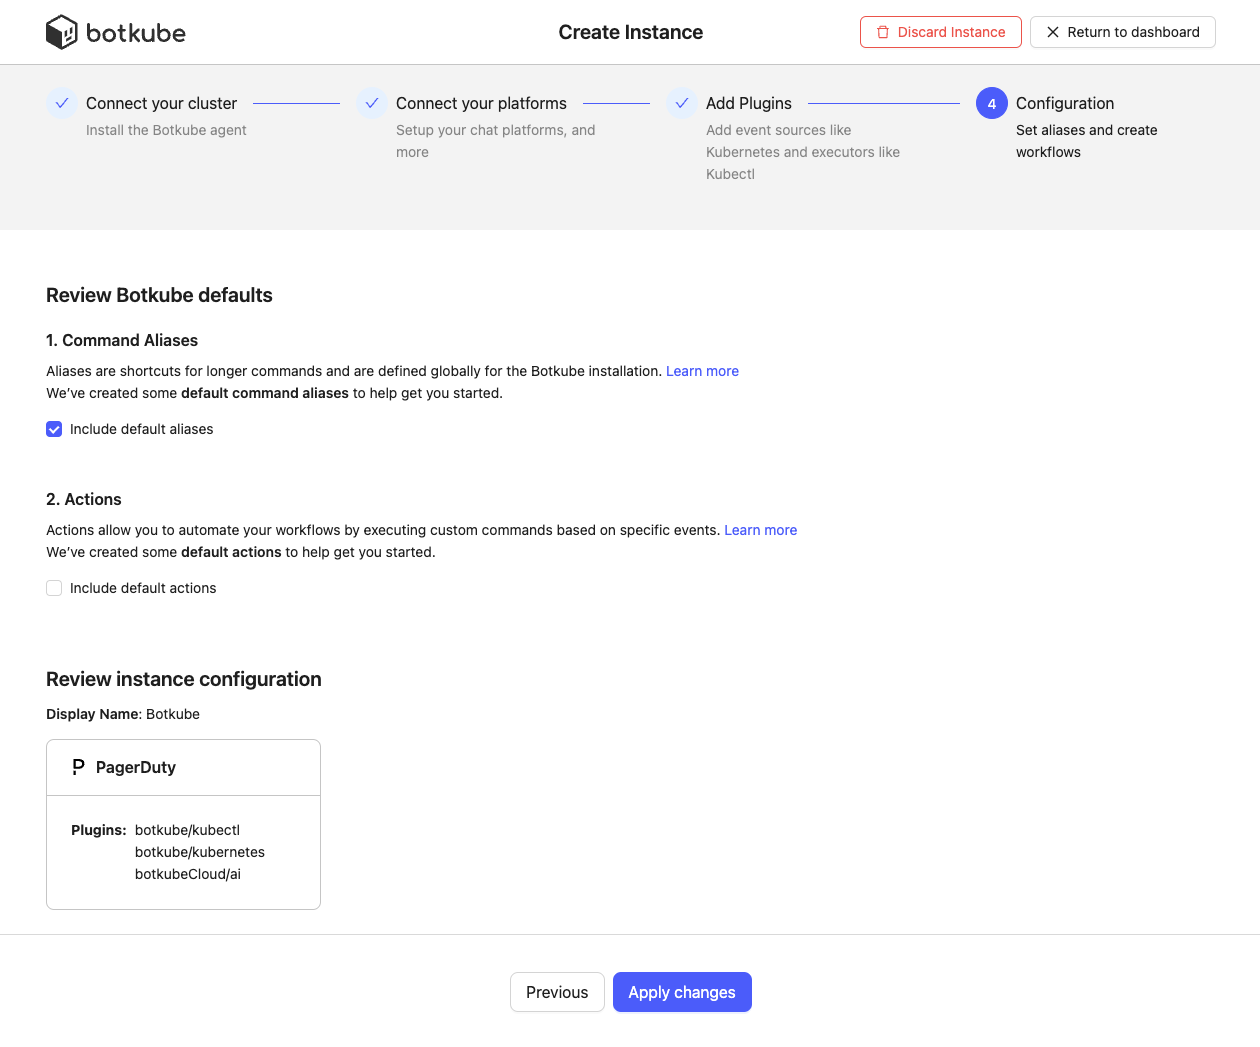 botkube
Create Instance
Discard Instance
Return to dashboard
Connect your cluster
Install the Botkube agent
Connect your platforms
Setup your chat platforms, and
more
Add Plugins
Add event sources like
Kubernetes and executors like
Kubectl
4
Configuration
Set aliases and create
workflows
Review Botkube defaults
1. Command Aliases
Aliases are shortcuts for longer commands and are defined globally for the Botkube installation. Learn more
We’ve created some default command aliases to help get you started.
Include default aliases
2. Actions
Actions allow you to automate your workflows by executing custom commands based on specific events. Learn more
We’ve created some default actions to help get you started.
Include default actions
Review instance configuration
Display Name: Botkube
P PagerDuty
Plugins: botkube/kubectl
botkube/kubernetes
botkubeCloud/ai
Previous
Apply changes